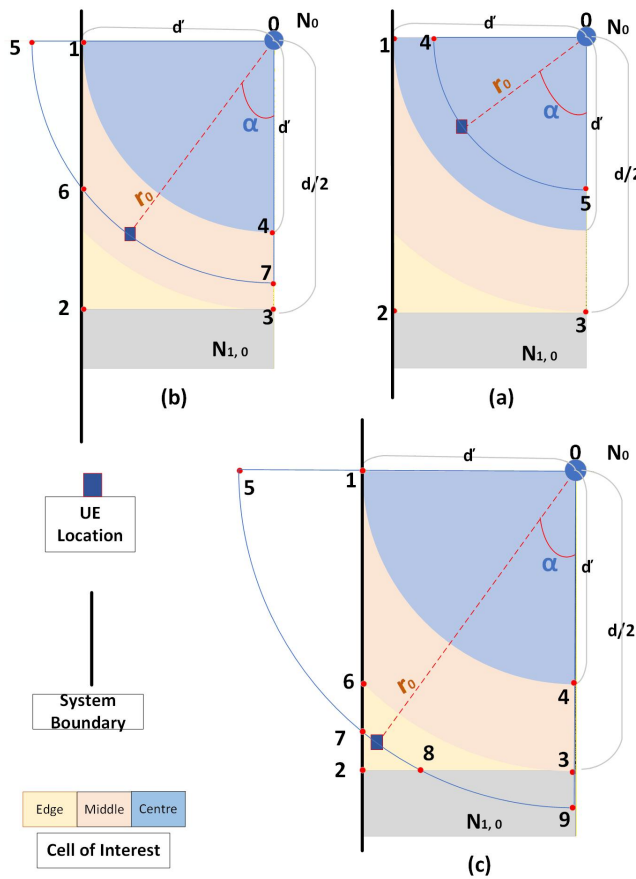 0 N₀
d'
5 1
α
d'
d/2
r₀
6
4
7
2 3
N₁, ₀
(b)
0 N₀
d'
1 4
r₀
α
d'
d/2
5
2 3
N₁, ₀
(a)
UE
Location
System
Boundary
Edge Middle Centre
Cell of Interest
0 N₀
d'
5 1
α
d'
d/2
r₀
6 4
7
8
2 3
N₁, ₀ 9
(c)